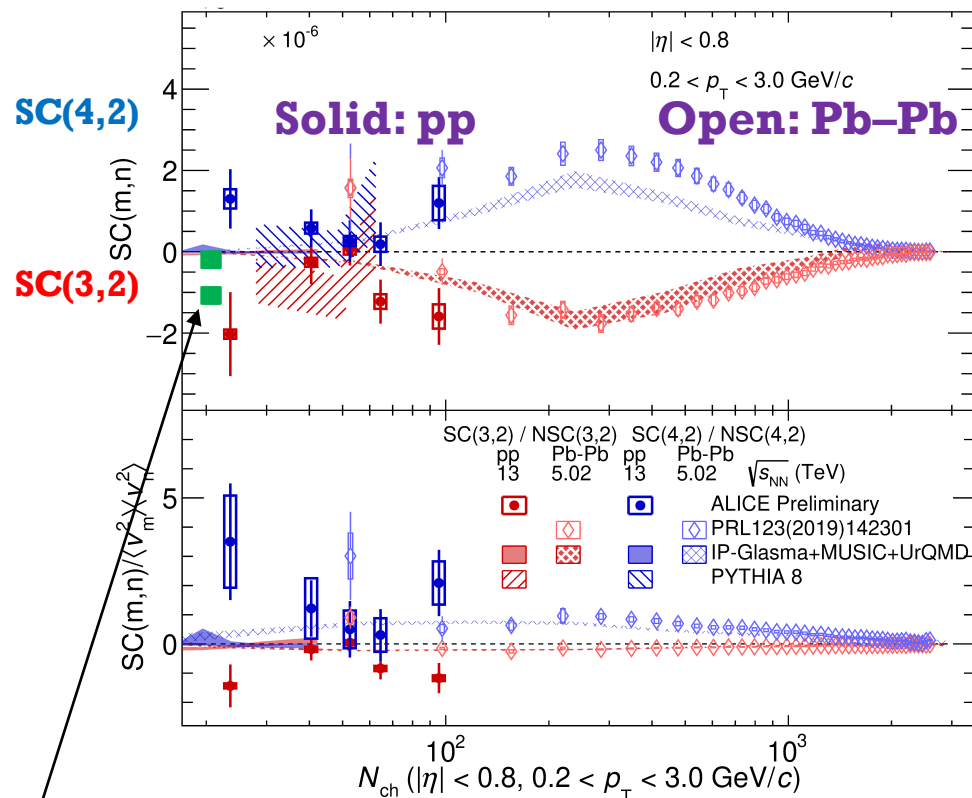 × 10⁻⁶
|η| < 0.8
0.2 < p_T < 3.0 GeV/c
SC(4,2)
Solid: pp
Open: Pb–Pb
SC(3,2)
SC(m,n)
4
2
0
−2
SC(3,2) / NSC(3,2) SC(4,2) / NSC(4,2)
pp Pb-Pb pp Pb-Pb
13 5.02 13 5.02 √s_NN (TeV)
ALICE Preliminary
PRL123(2019)142301
IP-Glasma+MUSIC+UrQMD
PYTHIA 8
SC(m,n)/⟨v²_m⟩⟨v²_n⟩
5
0
10² 10³
N_ch (|η| < 0.8, 0.2 < p_T < 3.0 GeV/c)